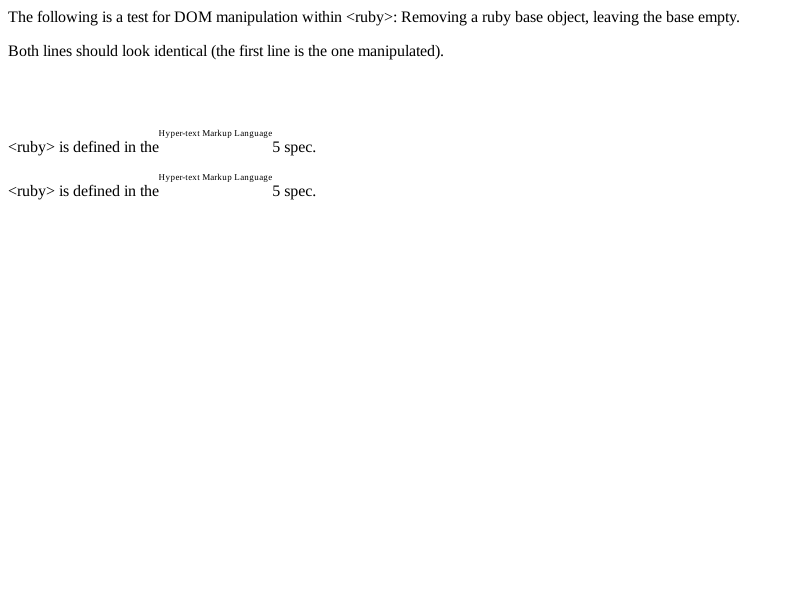 The following is a test for DOM manipulation within <ruby>: Removing a ruby base object, leaving the base empty.
Both lines should look identical (the first line is the one manipulated).
Hyper-text Markup Language
<ruby> is defined in the 5 spec.
Hyper-text Markup Language
<ruby> is defined in the 5 spec.